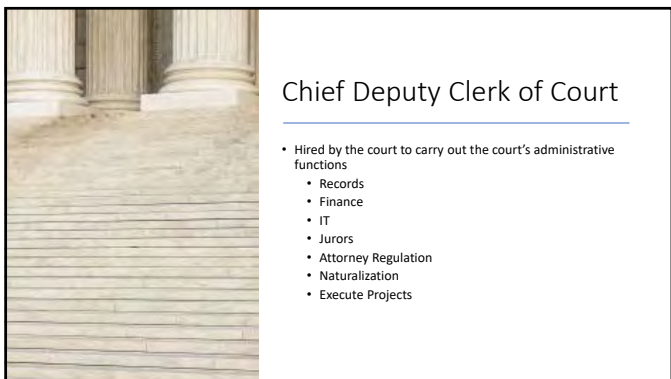 Chief Deputy Clerk of Court
• Hired by the court to carry out the court's administrative
functions
• Records
• Finance
• IT
• Jurors
• Attorney Regulation
• Naturalization
• Execute Projects